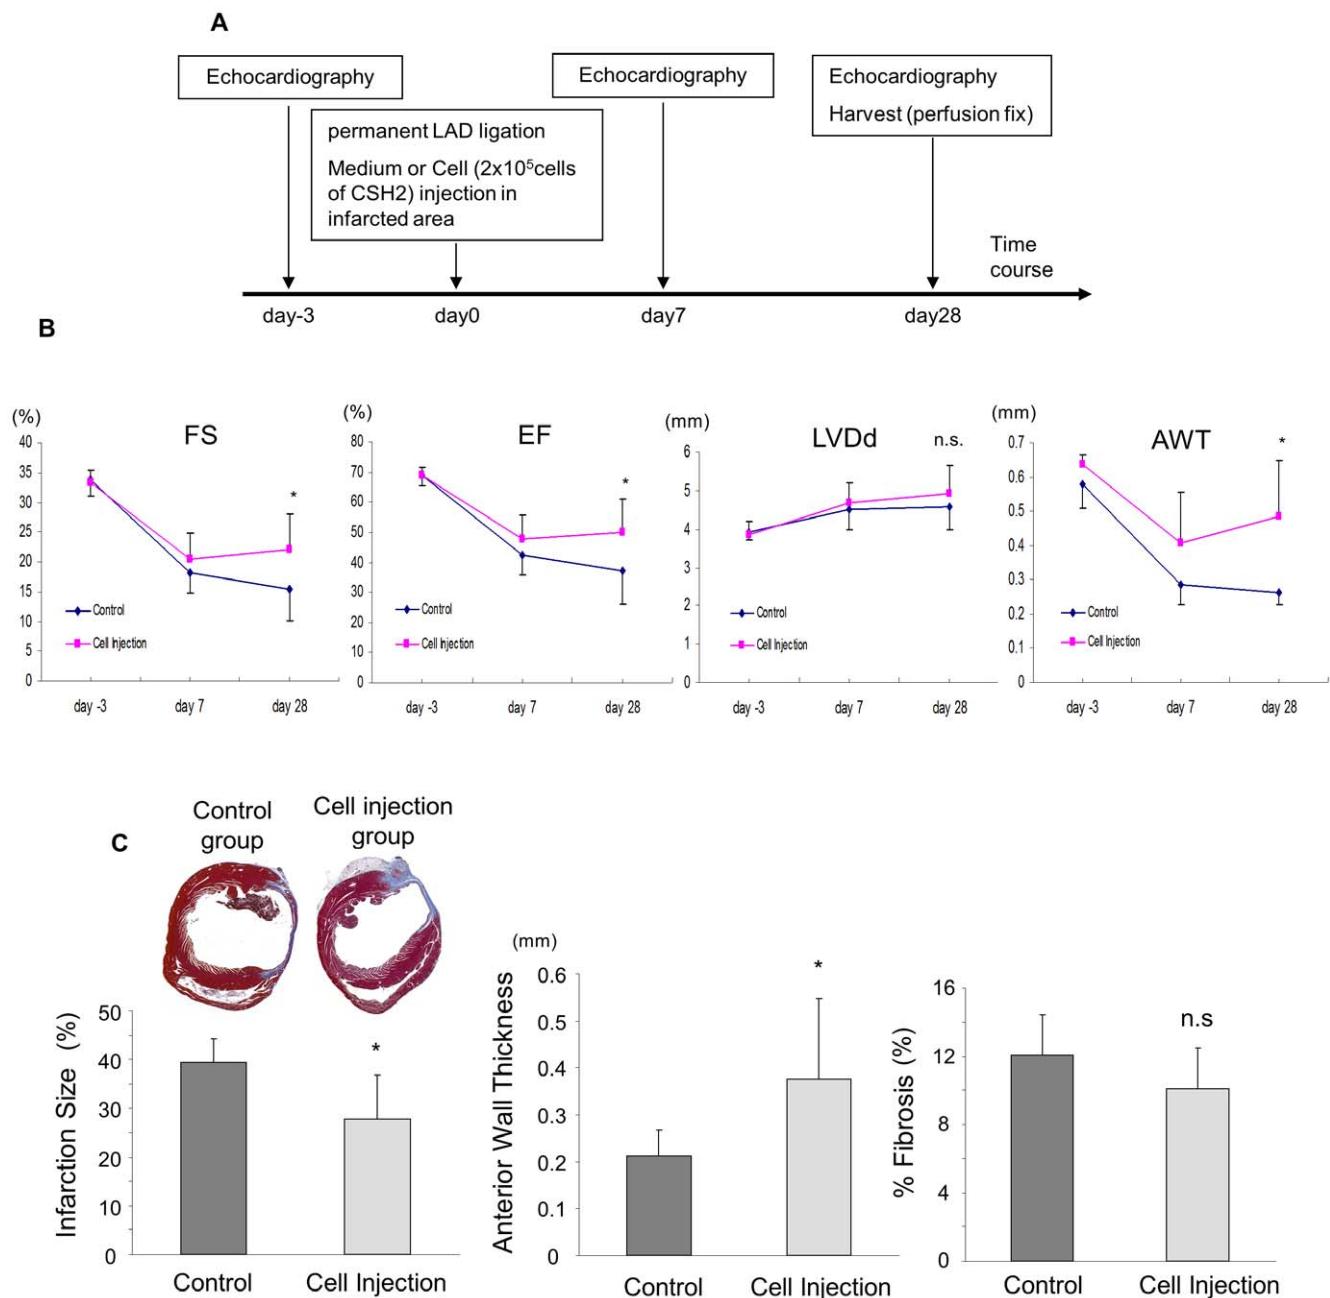 A
Echocardiography
permanent LAD ligation
Medium or Cell (2x10⁵cells
of CSH2) injection in
infarcted area
Echocardiography
Echocardiography
Harvest (perfusion fix)
Time
course
day-3
day0
day7
day28
B
(%)
FS
40
35
30
25
20
15
10
5
0
*
Control
Cell Injection
day -3
day 7
day 28
(%)
EF
80
70
60
50
40
30
20
10
0
*
Control
Cell Injection
day -3
day 7
day 28
(mm)
LVDd
n.s.
6
5
4
3
2
1
0
Control
Cell Injection
day -3
day 7
day 28
(mm)
AWT
*
0.7
0.6
0.5
0.4
0.3
0.2
0.1
0
Control
Cell Injection
day -3
day 7
day 28
C
Control
group
Cell injection
group
Infarction Size (%)
50
40
30
20
10
0
*
Control
Cell Injection
(mm)
Anterior Wall Thickness
0.6
0.5
0.4
0.3
0.2
0.1
0
*
Control
Cell Injection
% Fibrosis (%)
16
12
8
4
0
n.s
Control
Cell Injection